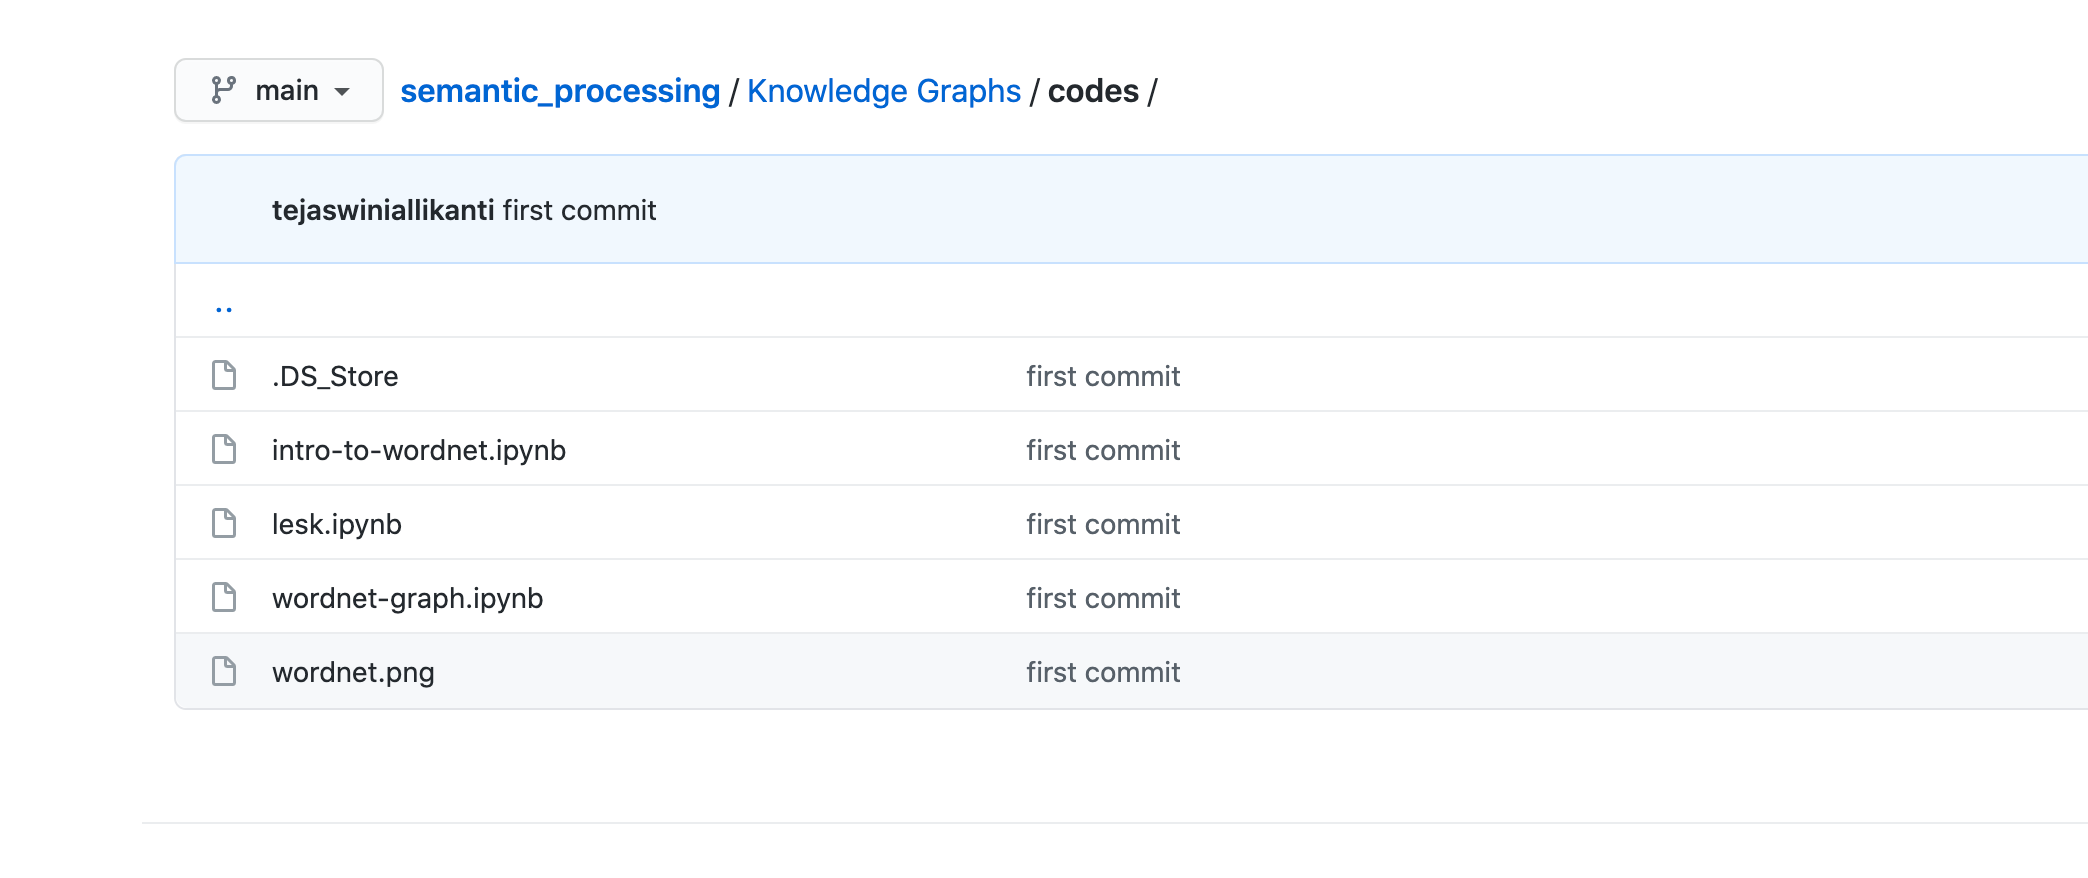 main semantic_processing / Knowledge Graphs / codes /
tejaswiniallikanti first commit
..
.DS_Store first commit
intro-to-wordnet.ipynb first commit
lesk.ipynb first commit
wordnet-graph.ipynb first commit
wordnet.png first commit